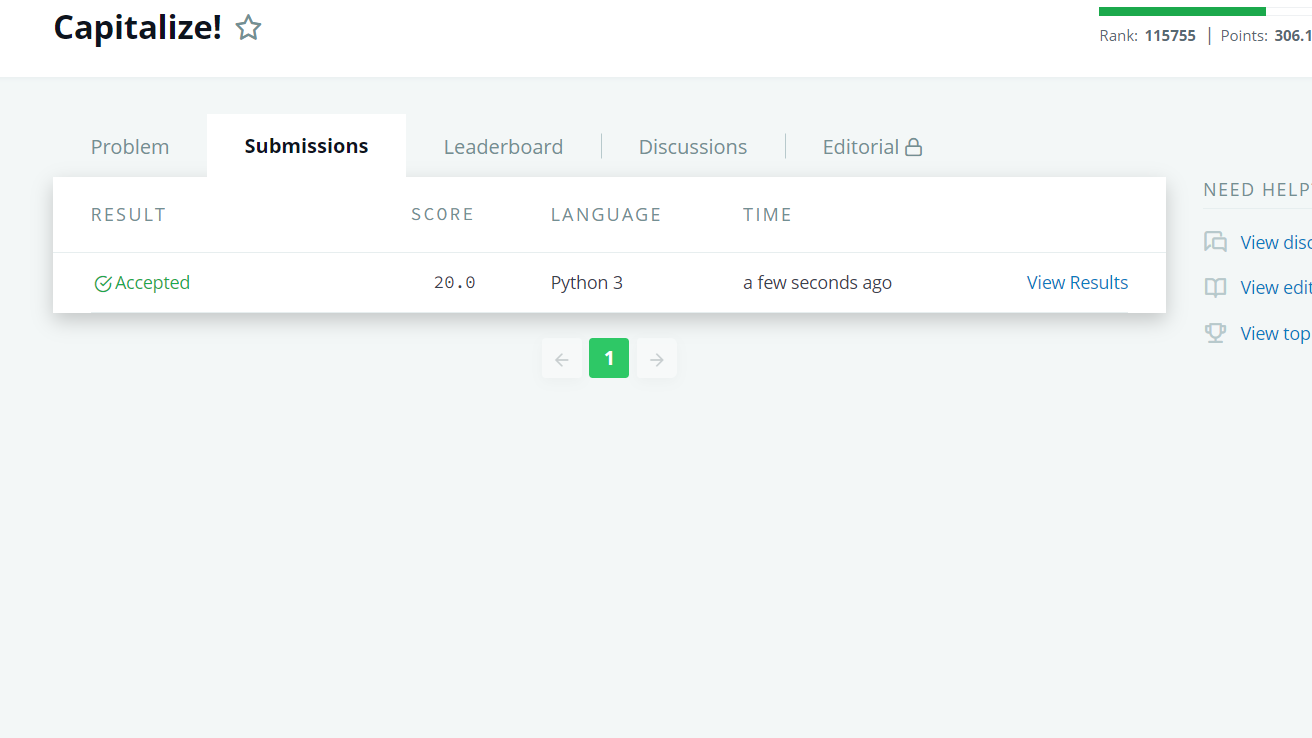 Capitalize!
Rank: 115755 | Points: 306.1
Problem Submissions Leaderboard Discussions Editorial
NEED HELP?
RESULT SCORE LANGUAGE TIME
Accepted 20.0 Python 3 a few seconds ago View Results
View disc
View edit
View top
1